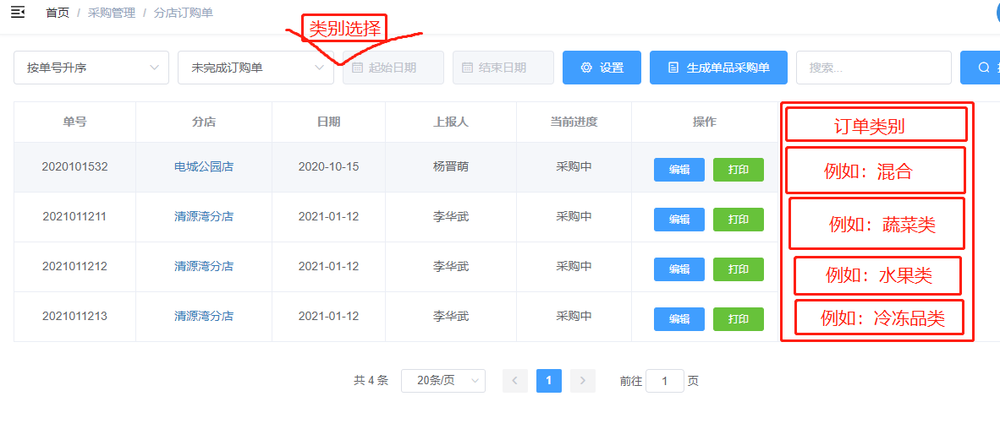 首页 / 采购管理 / 分店订购单
类别选择
按单号升序 未完成订购单 起始日期 结束日期 设置 生成单品采购单 搜索...
单号 分店 日期 上报人 当前进度 操作 订单类别
2020101532 电城公园店 2020-10-15 杨晋萌 采购中 编辑 打印 例如：混合
2021011211 清源湾分店 2021-01-12 李华武 采购中 编辑 打印 例如：蔬菜类
2021011212 清源湾分店 2021-01-12 李华武 采购中 编辑 打印 例如：水果类
2021011213 清源湾分店 2021-01-12 李华武 采购中 编辑 打印 例如：冷冻品类
共 4 条 20条/页 1 前往 1 页